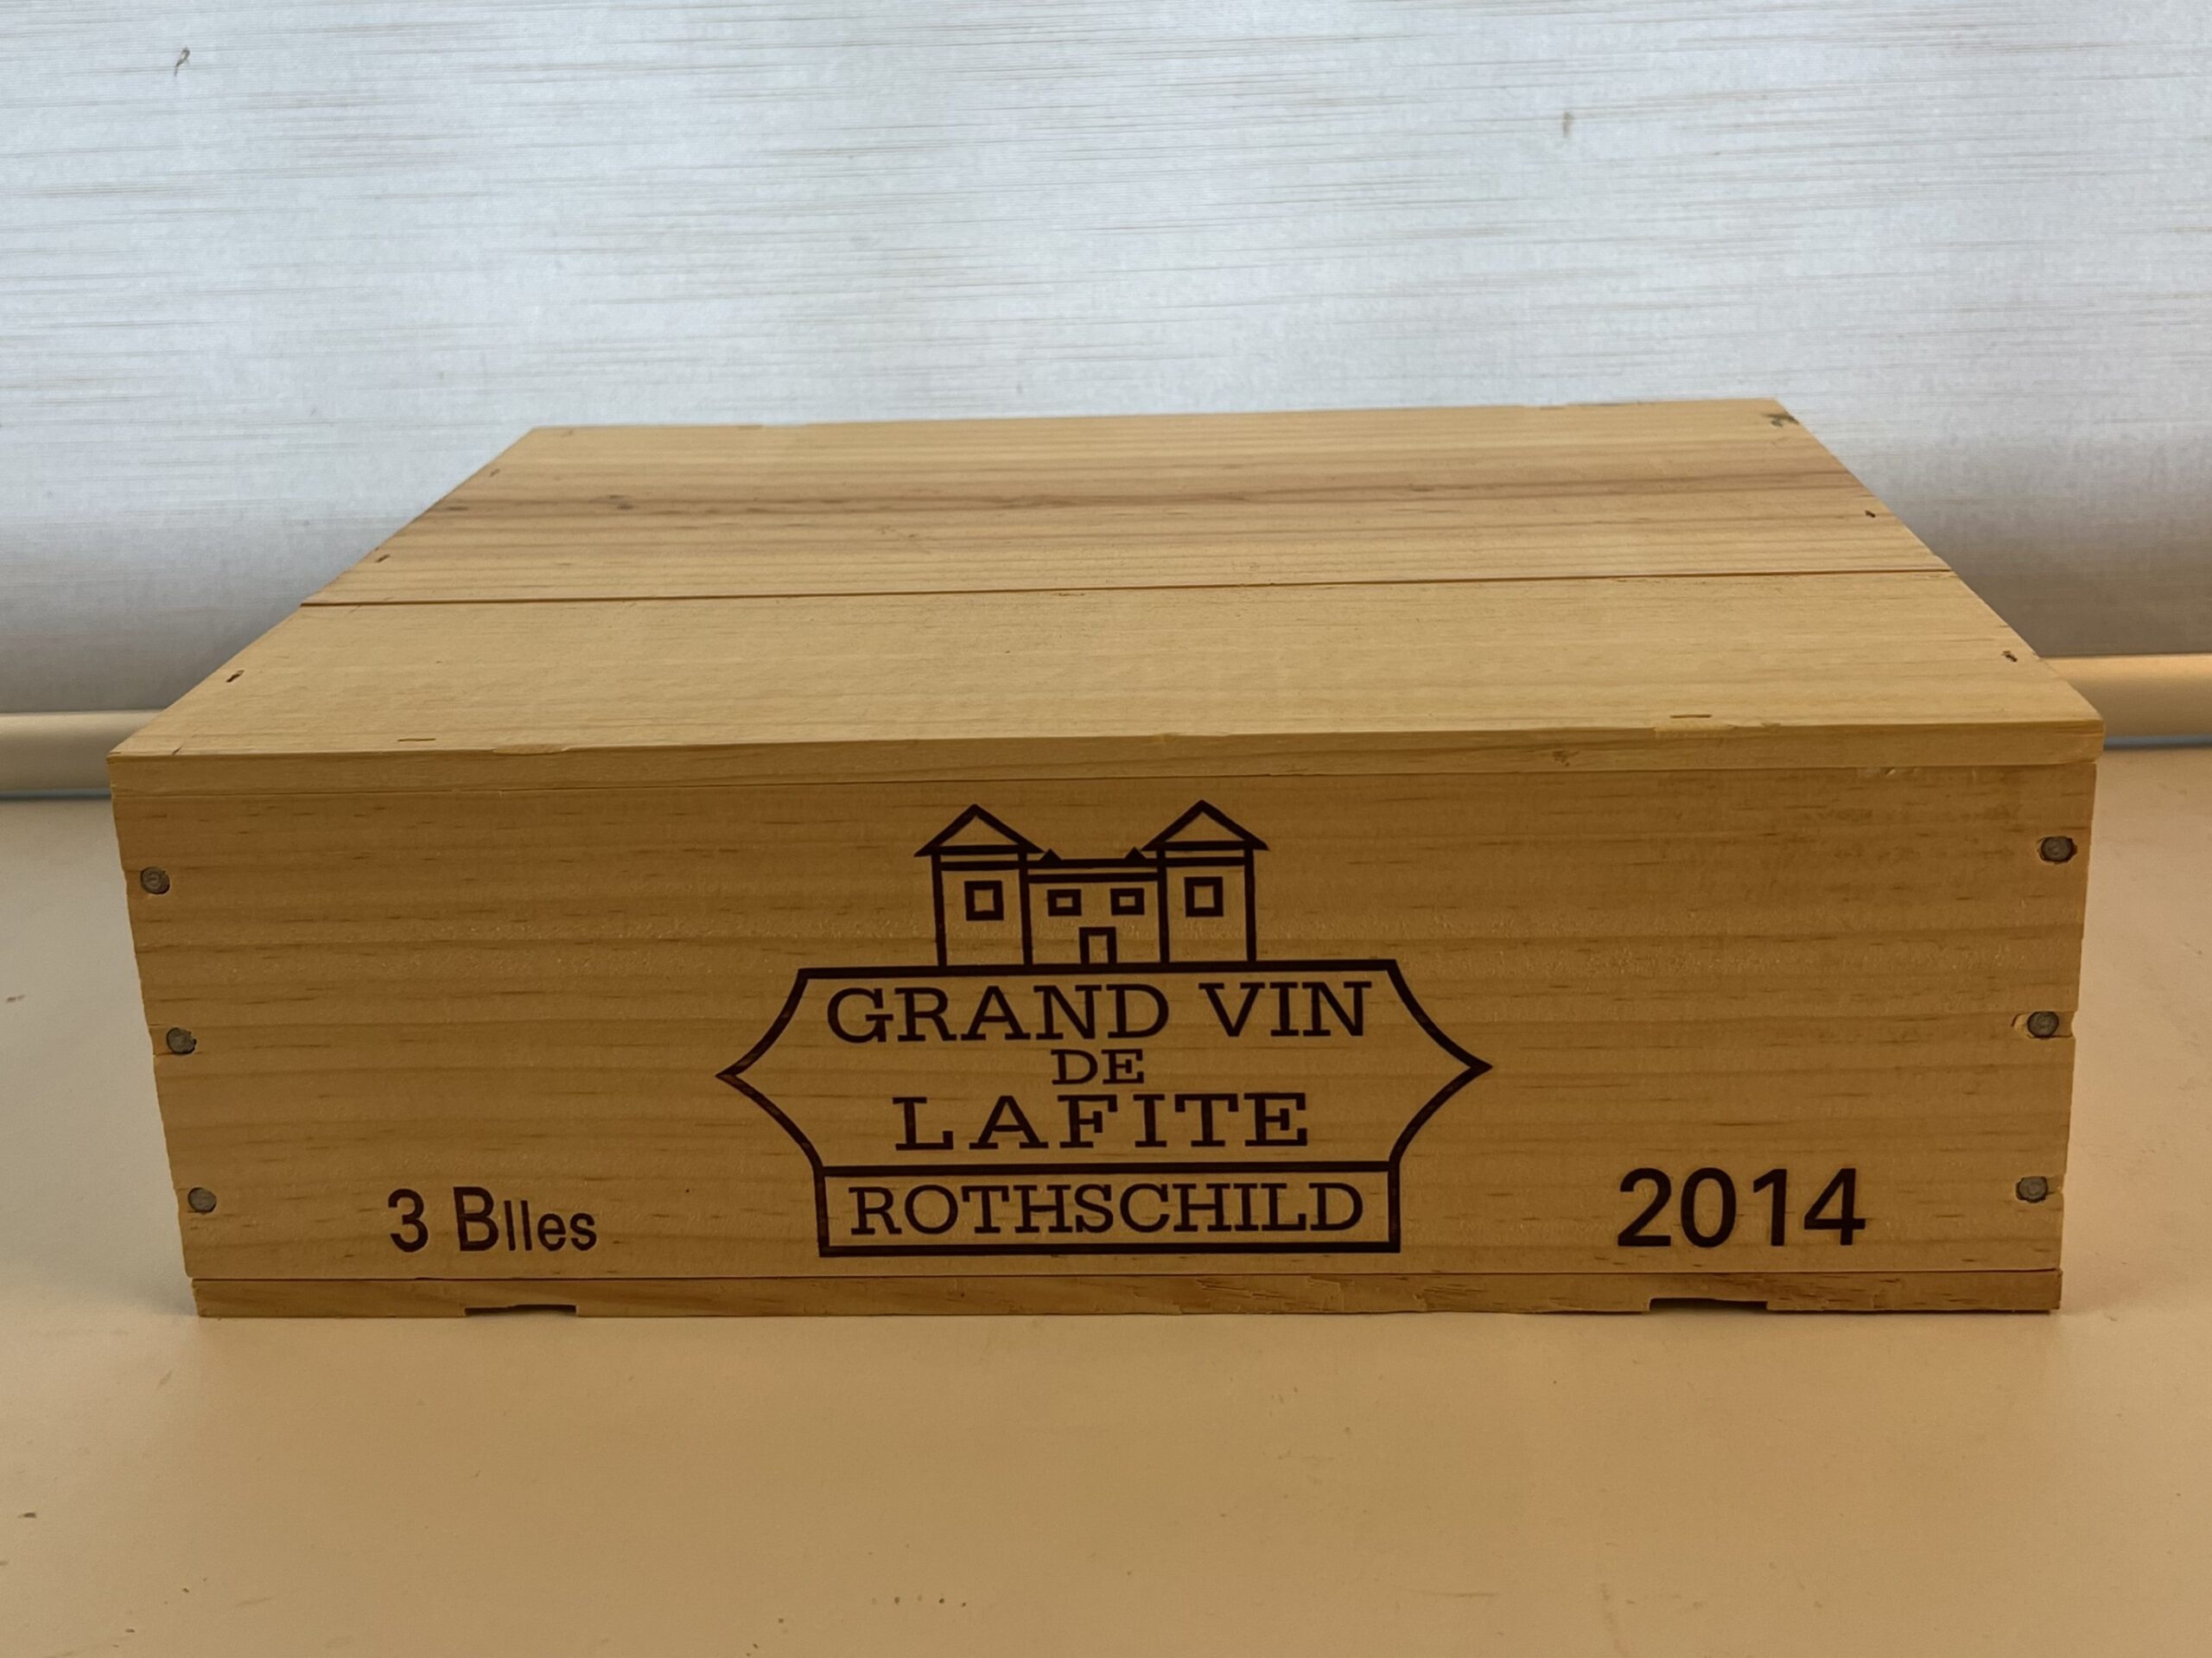 GRAND VIN
DE
LAFITE
ROTHSCHILD
3 Blles
2014